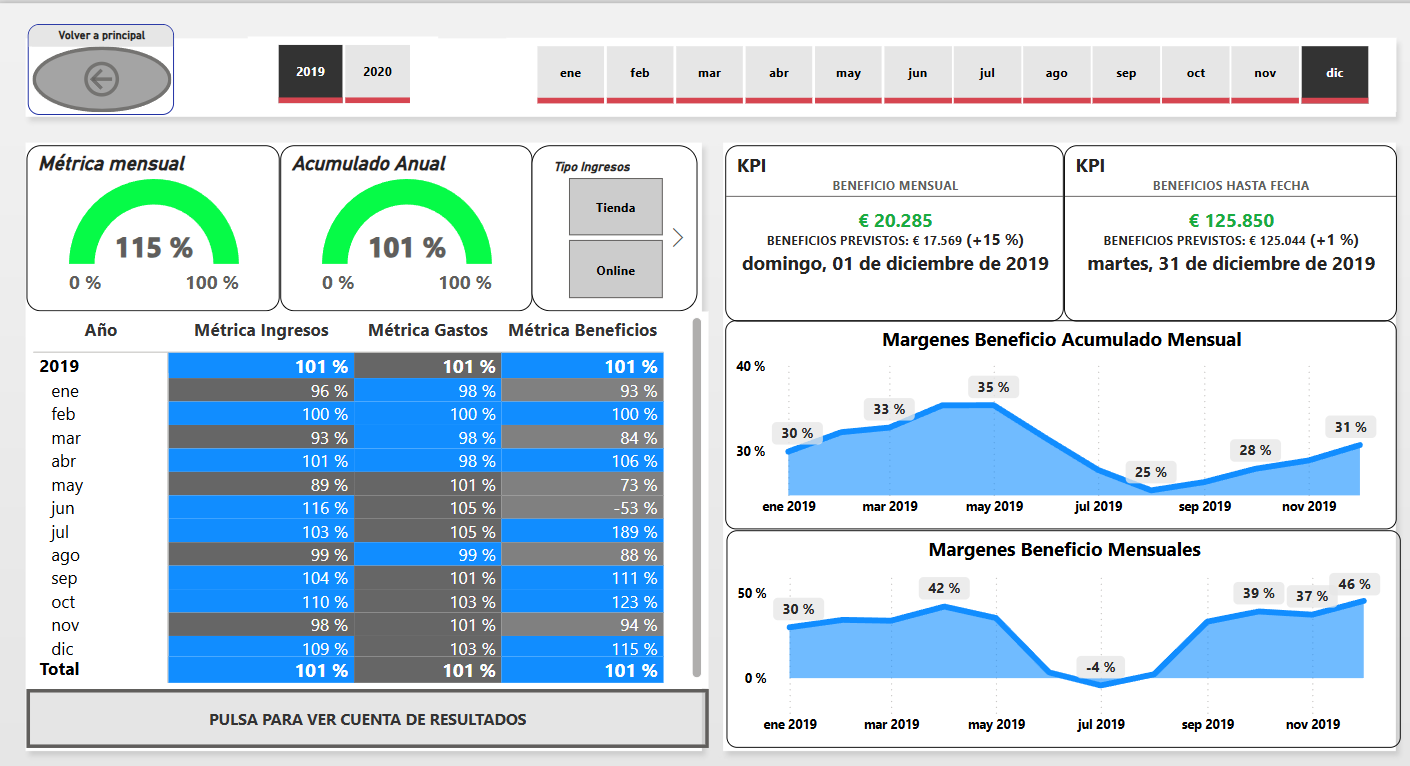 Volver a principal
2019 2020
ene feb mar abr may jun jul ago sep oct nov dic
Métrica mensual
115 %
0 % 100 %
Acumulado Anual
101 %
0 % 100 %
Tipo Ingresos
Tienda
Online
Año Métrica Ingresos Métrica Gastos Métrica Beneficios
2019 101 % 101 % 101 %
ene 96 % 98 % 93 %
feb 100 % 100 % 100 %
mar 93 % 98 % 84 %
abr 101 % 98 % 106 %
may 89 % 101 % 73 %
jun 116 % 105 % -53 %
jul 103 % 105 % 189 %
ago 99 % 99 % 88 %
sep 104 % 101 % 111 %
oct 110 % 103 % 123 %
nov 98 % 101 % 94 %
dic 109 % 103 % 115 %
Total 101 % 101 % 101 %
PULSA PARA VER CUENTA DE RESULTADOS
KPI
BENEFICIO MENSUAL
€ 20.285
BENEFICIOS PREVISTOS: € 17.569 (+15 %)
domingo, 01 de diciembre de 2019
KPI
BENEFICIOS HASTA FECHA
€ 125.850
BENEFICIOS PREVISTOS: € 125.044 (+1 %)
martes, 31 de diciembre de 2019
Margenes Beneficio Acumulado Mensual
40 %
30 %
30 % 33 % 35 % 25 % 28 % 31 %
ene 2019 mar 2019 may 2019 jul 2019 sep 2019 nov 2019
Margenes Beneficio Mensuales
50 %
0 %
30 % 42 % -4 % 39 % 37 % 46 %
ene 2019 mar 2019 may 2019 jul 2019 sep 2019 nov 2019